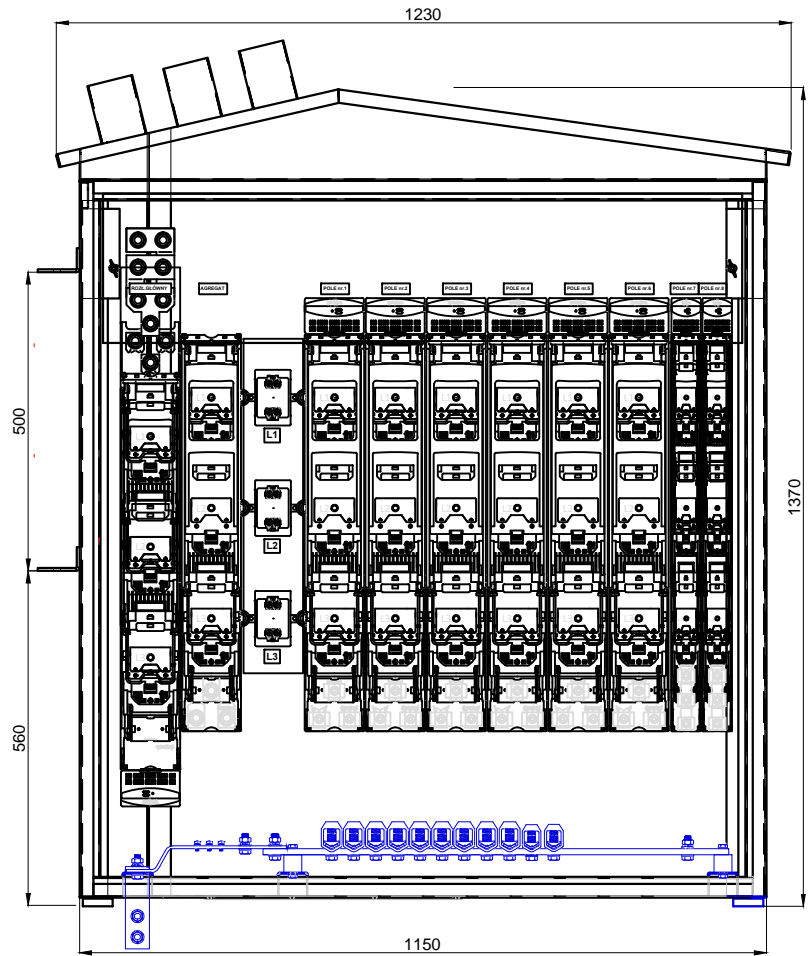 1230
ROZŁ.GŁÓWNY
AGREGAT
POLE nr.1
POLE nr.2
POLE nr.3
POLE nr.4
POLE nr.5
POLE nr.6
POLE nr.7
POLE nr.8
L1
L2
L3
500
560
1370
1150